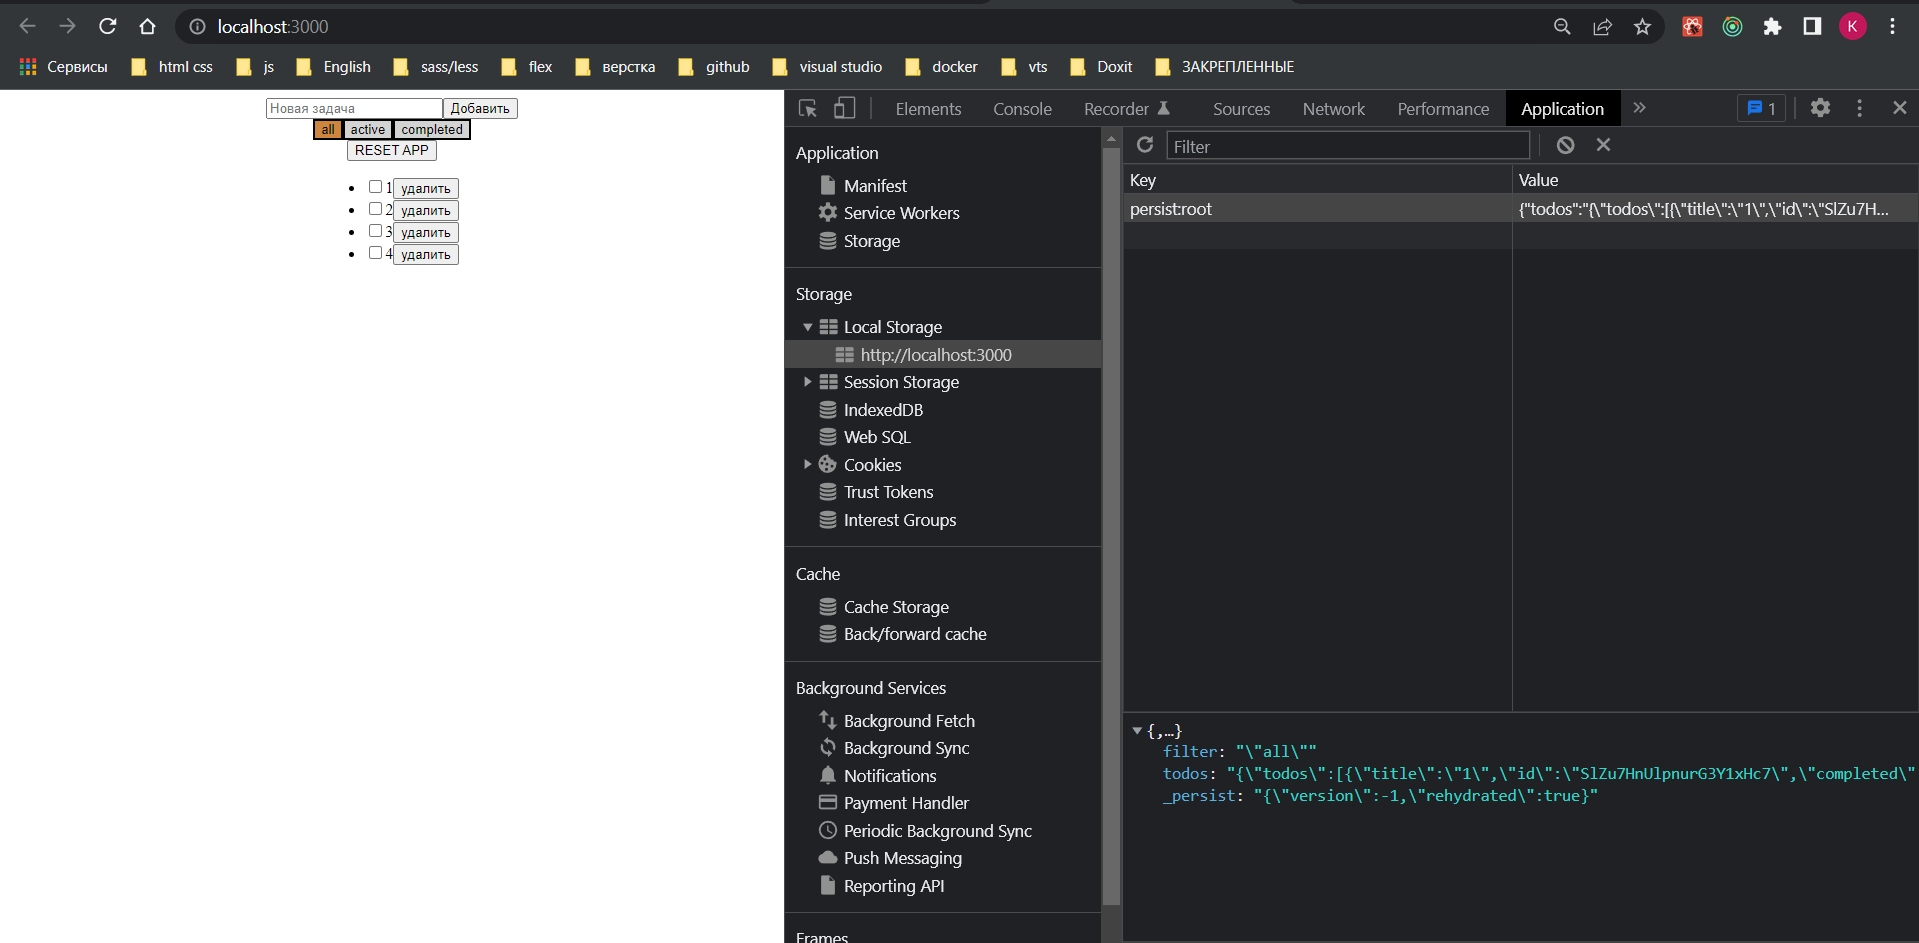 localhost:3000
K
Сервисы html css js English sass/less flex верстка github visual studio docker vts Doxit ЗАКРЕПЛЕННЫЕ
Новая задача Добавить
all active completed
RESET APP
1 удалить
2 удалить
3 удалить
4 удалить
Elements Console Recorder Sources Network Performance Application » 1
Application
Manifest
Service Workers
Storage
Storage
Local Storage
http://localhost:3000
Session Storage
IndexedDB
Web SQL
Cookies
Trust Tokens
Interest Groups
Cache
Cache Storage
Back/forward cache
Background Services
Background Fetch
Background Sync
Notifications
Payment Handler
Periodic Background Sync
Push Messaging
Reporting API
Frames
Filter
Key Value
persist:root {"todos":"{\"todos\":[{\"title\":\"1\",\"id\":\"SlZu7H...
{,…}
filter: "\"all\""
todos: "{\"todos\":[{\"title\":\"1\",\"id\":\"SlZu7HnUlpnurG3Y1xHc7\",\"completed\"
_persist: "{\"version\":-1,\"rehydrated\":true}"